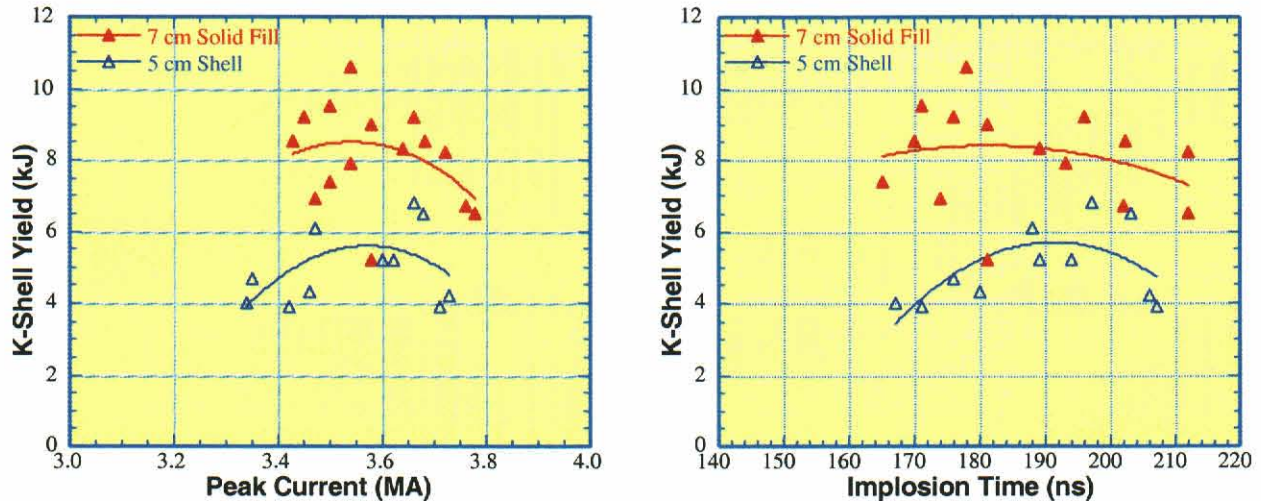 12
10
8
6
4
2
0
K-Shell Yield (kJ)
7 cm Solid Fill
5 cm Shell
3.0 3.2 3.4 3.6 3.8 4.0
Peak Current (MA)
12
10
8
6
4
2
0
K-Shell Yield (kJ)
7 cm Solid Fill
5 cm Shell
140 150 160 170 180 190 200 210 220
Implosion Time (ns)